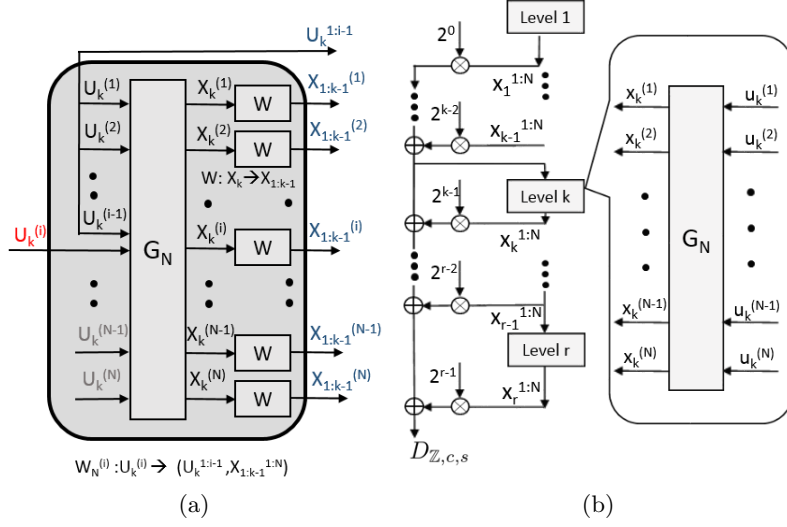 U_k^{1:i-1}
U_k^{(1)} X_k^{(1)} W X_{1:k-1}^{(1)}
U_k^{(2)} X_k^{(2)} W X_{1:k-1}^{(2)}
W: X_k→X_{1:k-1}
U_k^{(i-1)}
U_k^{(i)} G_N X_k^{(i)} W X_{1:k-1}^{(i)}
U_k^{(N-1)} X_k^{(N-1)} W X_{1:k-1}^{(N-1)}
U_k^{(N)} X_k^{(N)} W X_{1:k-1}^{(N)}
W_N^{(i)} :U_k^{(i)} → (U_k^{1:i-1},X_{1:k-1}^{1:N})
(a)
Level 1
2^0
X_1^{1:N}
2^{k-2}
X_{k-1}^{1:N}
Level k
2^{k-1}
X_k^{1:N}
2^{r-2}
X_{r-1}^{1:N}
Level r
2^{r-1}
X_r^{1:N}
D_{ℤ,c,s}
x_k^{(1)} u_k^{(1)}
x_k^{(2)} u_k^{(2)}
G_N
x_k^{(N-1)} u_k^{(N-1)}
x_k^{(N)} u_k^{(N)}
(b)